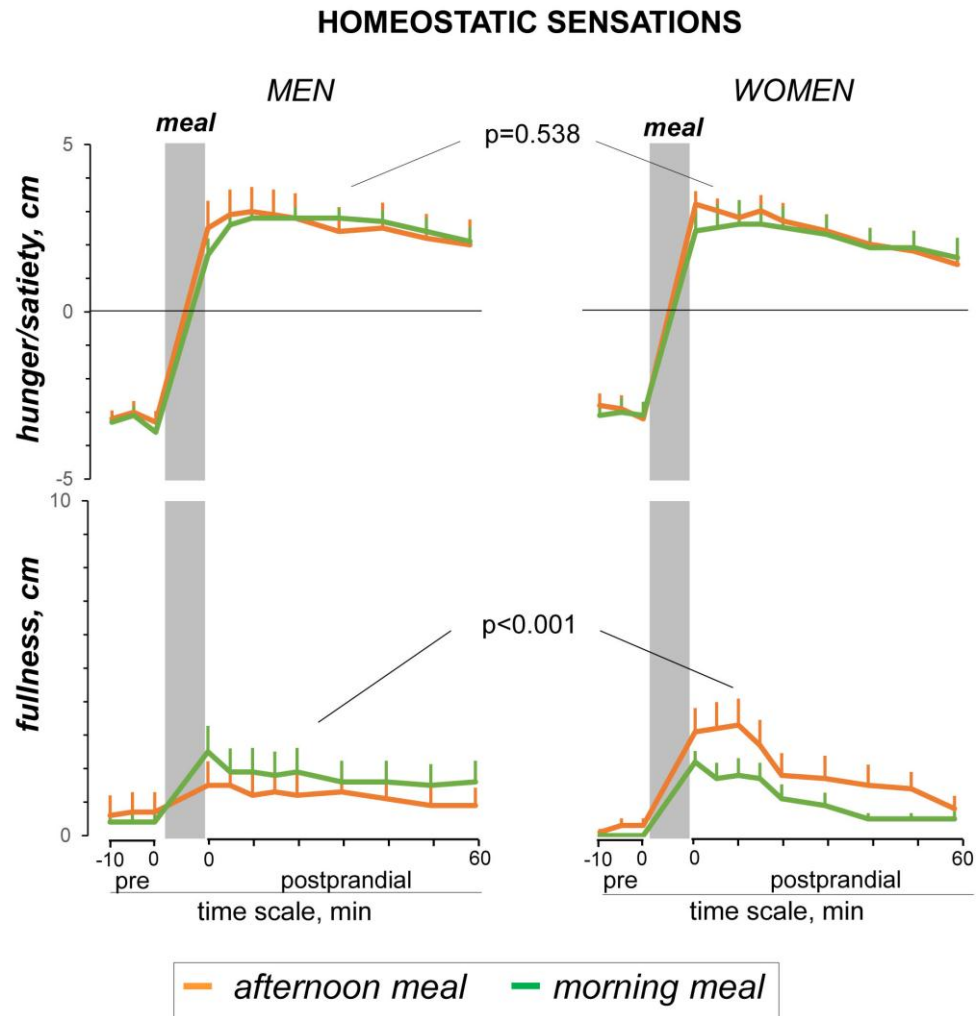 HOMEOSTATIC SENSATIONS
MEN
WOMEN
meal
meal
p=0.538
5
0
-5
hunger/satiety, cm
10
0
fullness, cm
p<0.001
-10 0 0 60
pre postprandial
time scale, min
-10 0 0 60
pre postprandial
time scale, min
afternoon meal morning meal